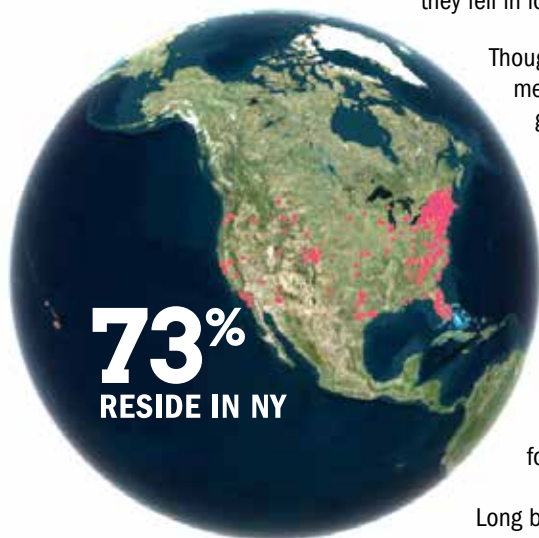 they fell in lo
Thoug
me
g
73%
RESIDE IN NY
fo
Long b